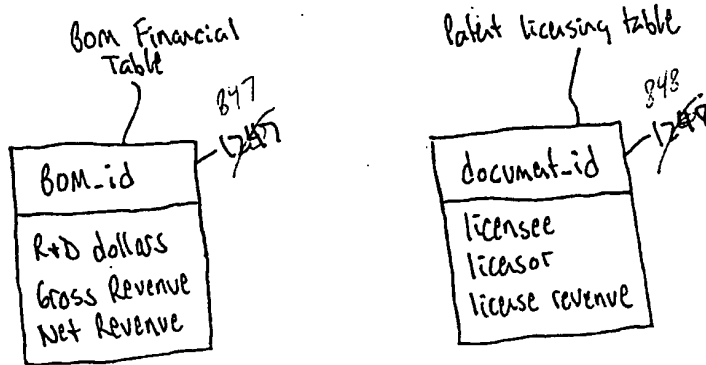 BOM Financial
Table
847
BOM_id
R+D dollars
Gross Revenue
Net Revenue
Patent licensing table
848
document_id
licensee
licensor
license revenue